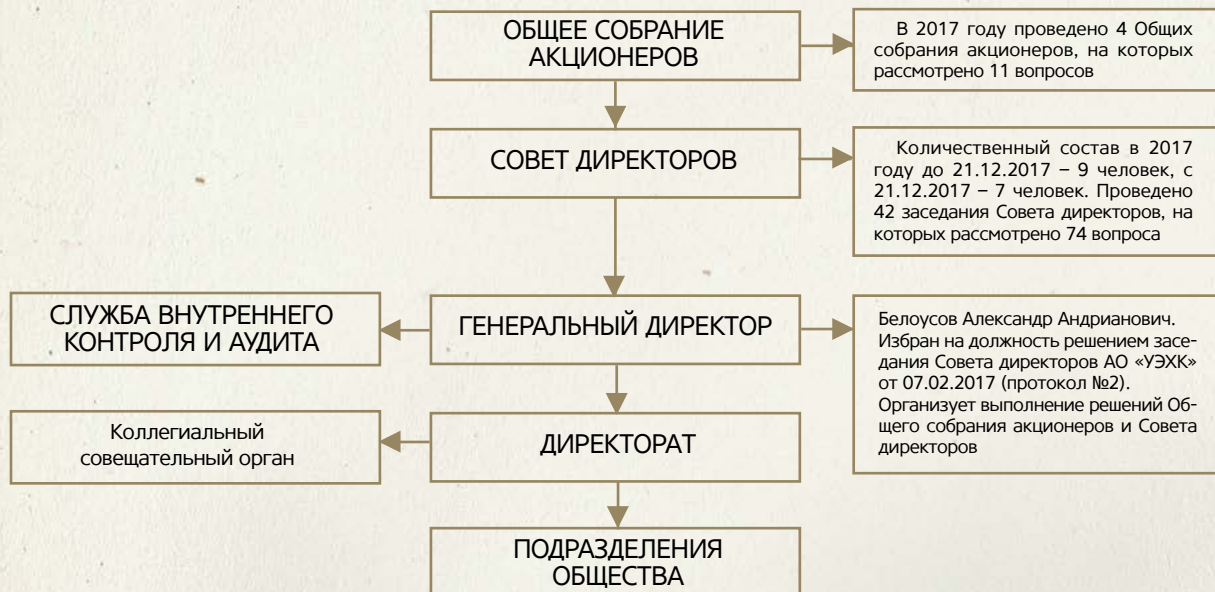 ОБЩЕЕ СОБРАНИЕ
АКЦИОНЕРОВ
В 2017 году проведено 4 Общих
собрания акционеров, на которых
рассмотрено 11 вопросов
СОВЕТ ДИРЕКТОРОВ
Количественный состав в 2017
году до 21.12.2017 – 9 человек, с
21.12.2017 – 7 человек. Проведено
42 заседания Совета директоров, на
которых рассмотрено 74 вопроса
СЛУЖБА ВНУТРЕННЕГО
КОНТРОЛЯ И АУДИТА
ГЕНЕРАЛЬНЫЙ ДИРЕКТОР
Белоусов Александр Андрианович.
Избран на должность решением засе-
дания Совета директоров АО «УЭХК»
от 07.02.2017 (протокол №2).
Организует выполнение решений Об-
щего собрания акционеров и Совета
директоров
Коллегиальный
совещательный орган
ДИРЕКТОРАТ
ПОДРАЗДЕЛЕНИЯ
ОБЩЕСТВА